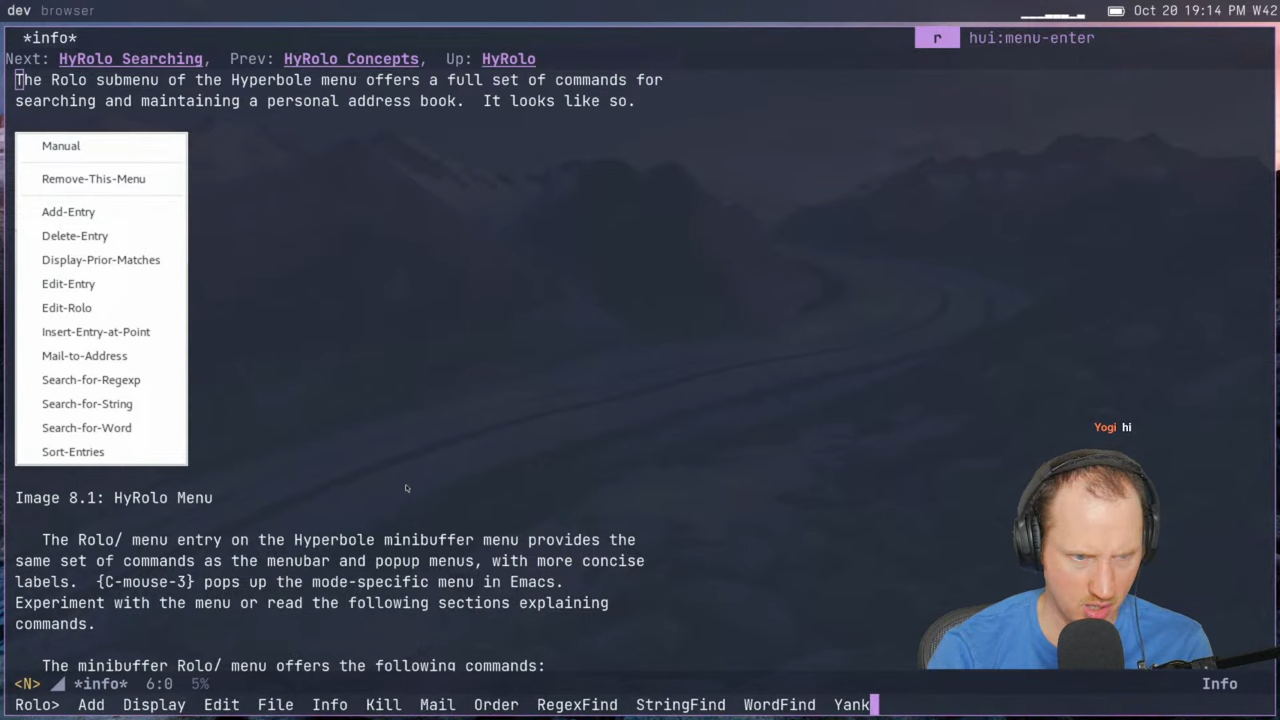 dev browser Oct 20 19:14 PM W42
*info* r hui:menu-enter
Next: HyRolo Searching, Prev: HyRolo Concepts, Up: HyRolo
The Rolo submenu of the Hyperbole menu offers a full set of commands for
searching and maintaining a personal address book. It looks like so.
Manual
Remove-This-Menu
Add-Entry
Delete-Entry
Display-Prior-Matches
Edit-Entry
Edit-Rolo
Insert-Entry-at-Point
Mail-to-Address
Search-for-Regexp
Search-for-String
Search-for-Word
Sort-Entries
Yogi hi
Image 8.1: HyRolo Menu
The Rolo/ menu entry on the Hyperbole minibuffer menu provides the
same set of commands as the menubar and popup menus, with more concise
labels. {C-mouse-3} pops up the mode-specific menu in Emacs.
Experiment with the menu or read the following sections explaining
commands.
The minibuffer Rolo/ menu offers the following commands:
<N> *info* 6:0 5% Info
Rolo> Add Display Edit File Info Kill Mail Order RegexFind StringFind WordFind Yank